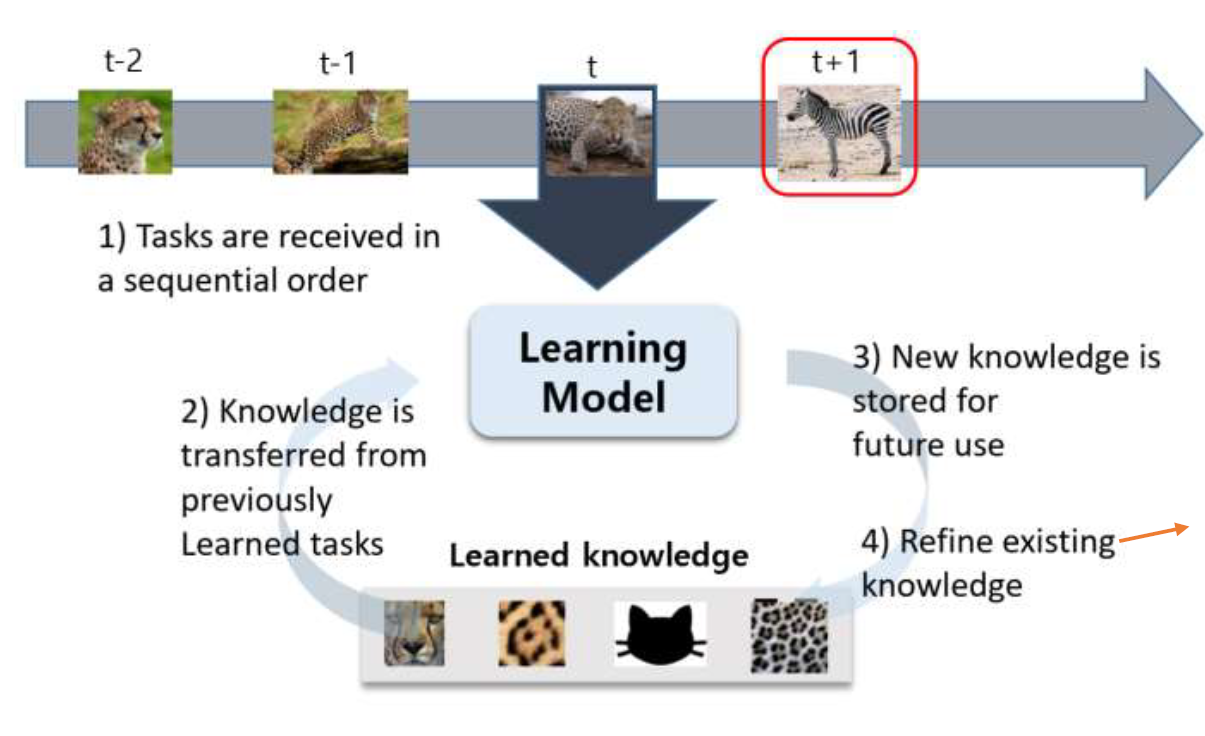 t-2
t-1
t
t+1
1) Tasks are received in
a sequential order
Learning
Model
2) Knowledge is
transferred from
previously
Learned tasks
3) New knowledge is
stored for
future use
4) Refine existing
knowledge
Learned knowledge